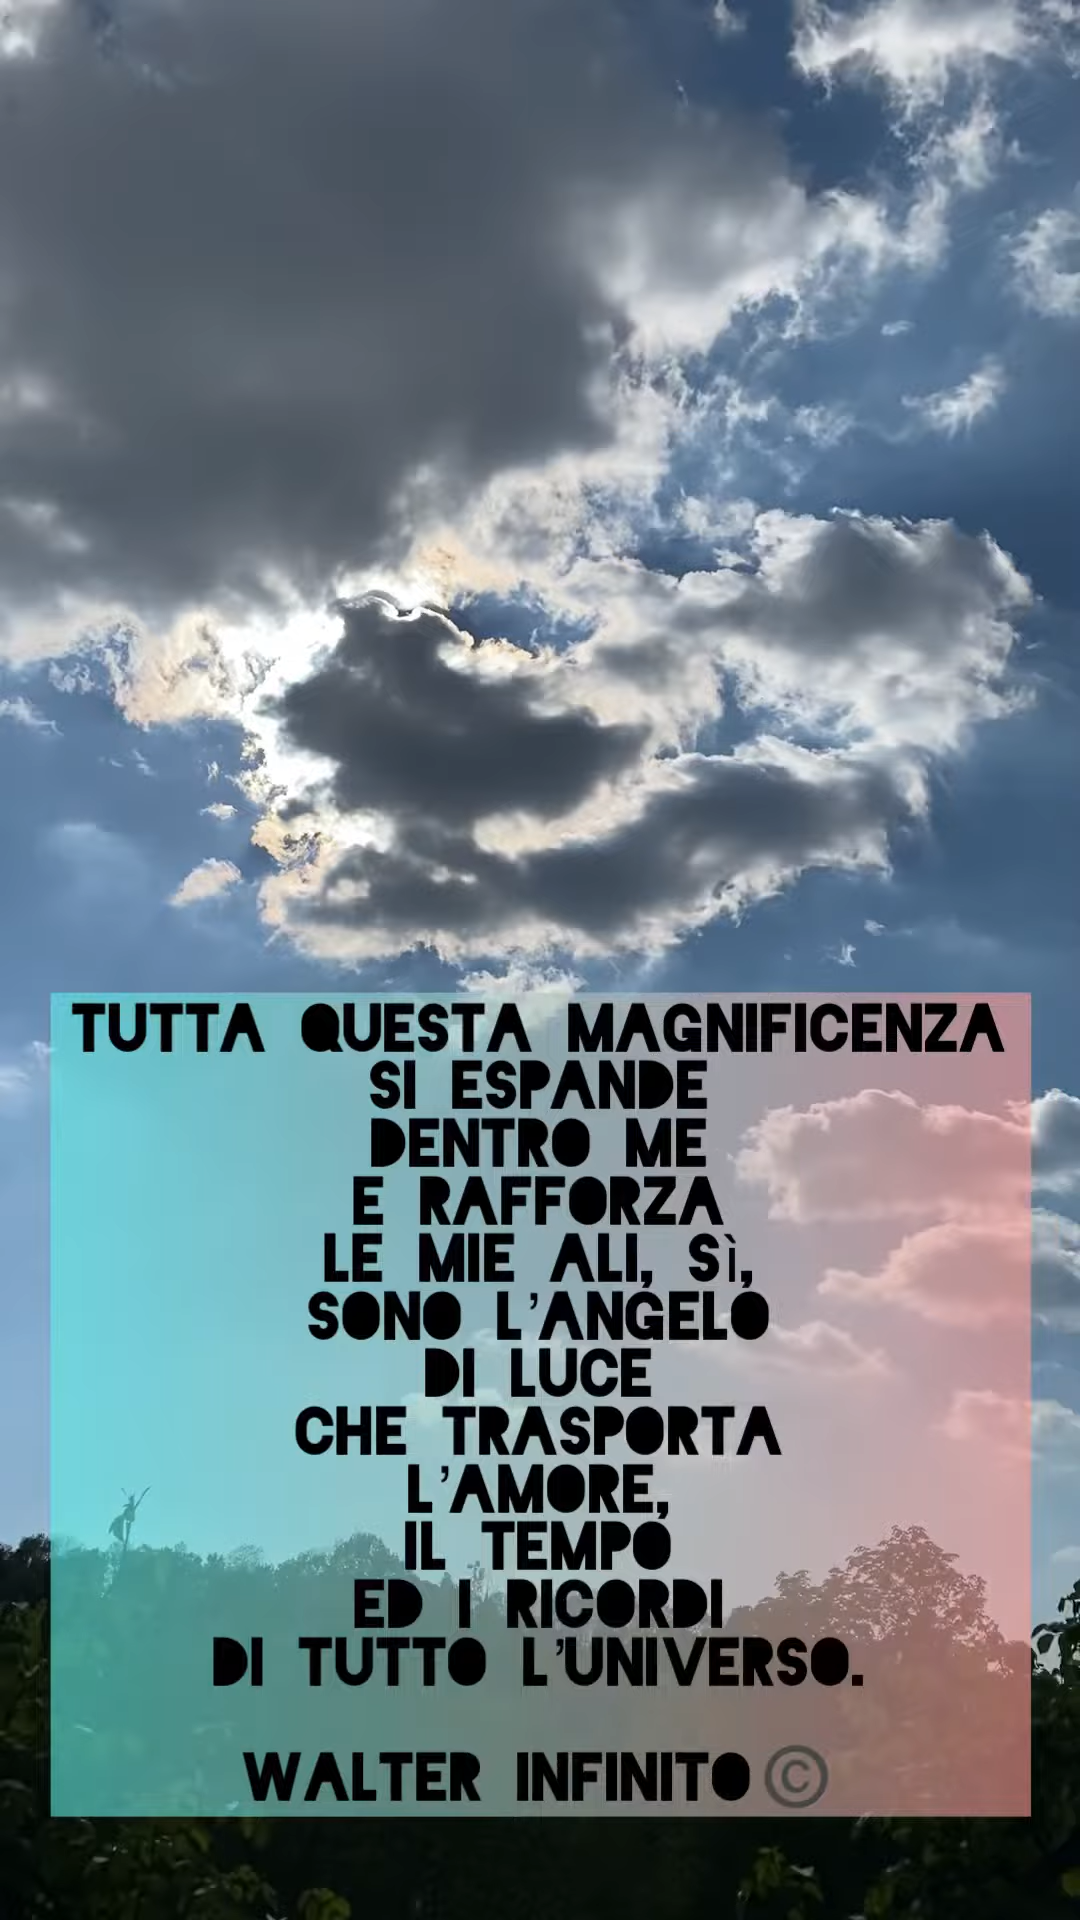 TUTTA QUESTA MAGNIFICENZA
SI ESPANDE
DENTRO ME
E RAFFORZA
LE MIE ALI, Sì,
SONO L'ANGELO
DI LUCE
CHE TRASPORTA
L'AMORE,
IL TEMPO
ED I RICORDI
DI TUTTO L'UNIVERSO.
WALTER INFINITO ©